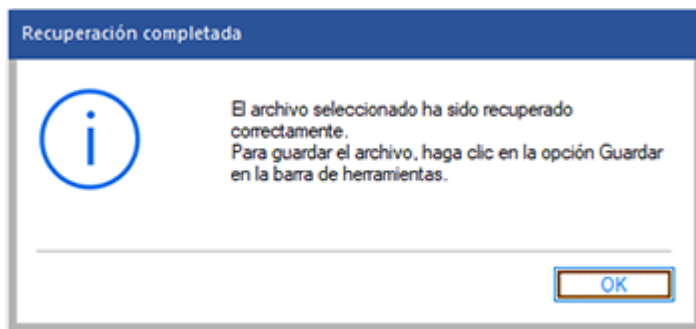 Recuperación completada
El archivo seleccionado ha sido recuperado
correctamente.
Para guardar el archivo, haga clic en la opción Guardar
en la barra de herramientas.
OK